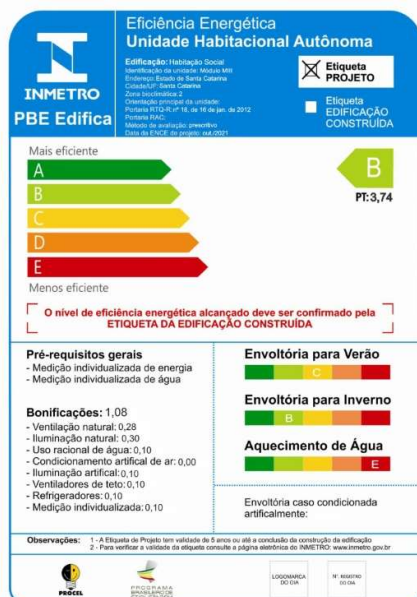 INMETRO
PBE Edifica
Eficiência Energética
Unidade Habitacional Autônoma
Edificação: Habitação Social
Identificação da unidade: Módulo MIII
Endereço: Estado de Santa Catarina
Cidade/UF: Santa Catarina
Zona bioclimática: 2
Orientação principal da unidade:
Portaria RTQ-R: nº 18, de 16 de jan. de 2012
Portaria RAC:
Método de avaliação: prescritivo
Data da ENCE do projeto: out./2021
Etiqueta
PROJETO
Etiqueta
EDIFICAÇÃO
CONSTRUÍDA
Mais eficiente
A
B
C
D
E
Menos eficiente
B
PT:3,74
O nível de eficiência energética alcançado deve ser confirmado pela
ETIQUETA DA EDIFICAÇÃO CONSTRUÍDA
Pré-requisitos gerais
- Medição individualizada de energia
- Medição individualizada de água
Bonificações: 1,08
- Ventilação natural: 0,28
- Iluminação natural: 0,30
- Uso racional de água: 0,10
- Condicionamento artifical de ar: 0,00
- Iluminação artifical: 0,10
- Ventiladores de teto: 0,10
- Refrigeradores: 0,10
- Medição individualizada: 0,10
Envoltória para Verão
C
Envoltória para Inverno
B
Aquecimento de Água
E
Envoltória caso condicionada
artificalmente:
Observações: 1 - A Etiqueta de Projeto tem validade de 5 anos ou até a conclusão da construção da edificação
2 - Para verificar a validade da etiqueta consulte a página eletrônica do INMETRO: www.inmetro.gov.br
PROCEL
PROGRAMA
BRASILEIRO DE
LOGOMARCA
DO OIA
Nº. REGISTRO
DO OIA